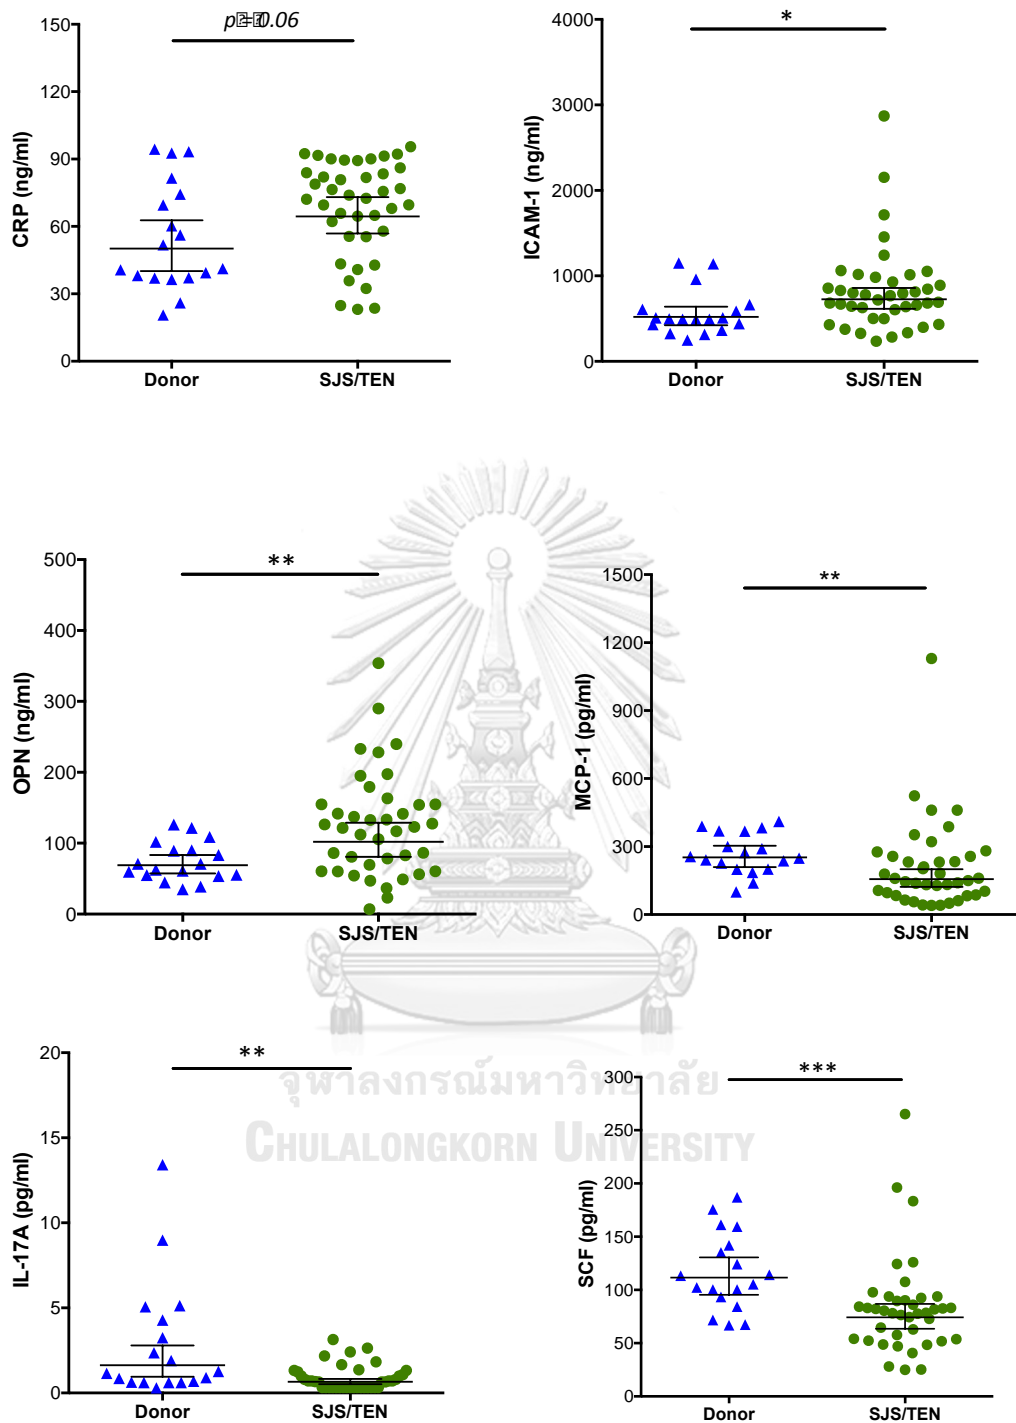 p = 0.06
CRP (ng/ml)
150
120
90
60
30
0
Donor
SJS/TEN
*
ICAM-1 (ng/ml)
4000
3000
2000
1000
0
Donor
SJS/TEN
**
OPN (ng/ml)
500
400
300
200
100
0
Donor
SJS/TEN
**
MCP-1 (pg/ml)
1500
1200
900
600
300
0
Donor
SJS/TEN
**
IL-17A (pg/ml)
20
15
10
5
0
Donor
SJS/TEN
***
SCF (pg/ml)
300
250
200
150
100
50
0
Donor
SJS/TEN
จุฬาลงกรณ์มหาวิทยาลัย
CHULALONGKORN UNIVERSITY